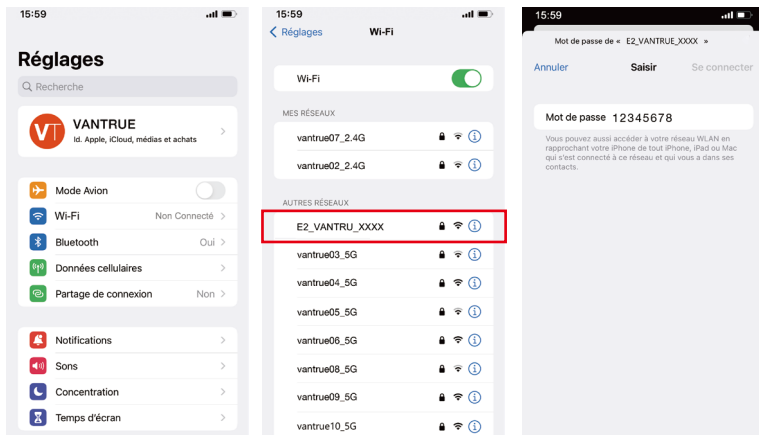 15:59
Réglages
Recherche
VT
VANTRUE
Id. Apple, iCloud, médias et achats
Mode Avion
Wi-Fi Non Connecté
Bluetooth Oui
Données cellulaires
Partage de connexion Non
Notifications
Sons
Concentration
Temps d'écran
15:59
Réglages Wi-Fi
Wi-Fi
MES RÉSEAUX
vantrue07_2.4G
vantrue02_2.4G
AUTRES RÉSEAUX
E2_VANTRU_XXXX
vantrue03_5G
vantrue04_5G
vantrue05_5G
vantrue06_5G
vantrue08_5G
vantrue09_5G
vantrue10_5G
15:59
Mot de passe de « E2_VANTRUE_XXXX »
Annuler Saisir Se connecter
Mot de passe 12345678
Vous pouvez aussi accéder à votre réseau WLAN en
rapprochant votre iPhone de tout iPhone, iPad ou Mac
qui s'est connecté à ce réseau et qui vous a dans ses
contacts.